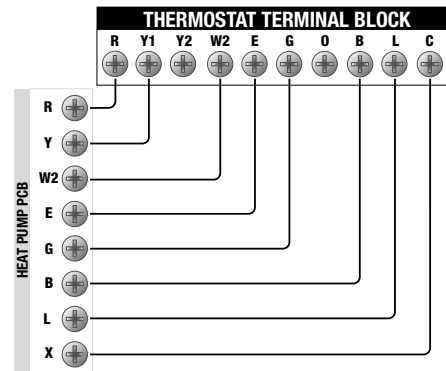 THERMOSTAT TERMINAL BLOCK
R Y1 Y2 W2 E G O B L C
HEAT PUMP PCB
R
Y
W2
E
G
B
L
X